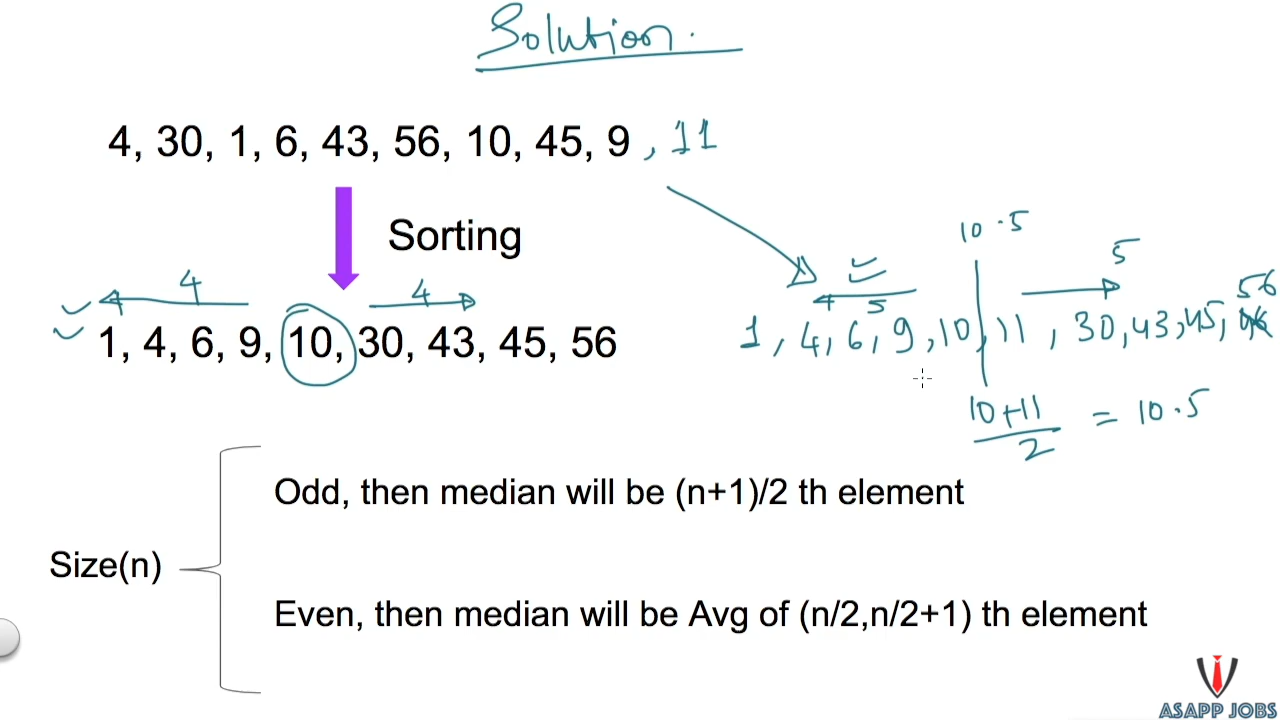 Solution.
4, 30, 1, 6, 43, 56, 10, 45, 9 , 11
Sorting
10.5
4
4
5
5
56
1, 4, 6, 9, 10, 30, 43, 45, 56
1, 4, 6, 9, 10, 11, 30, 43, 45,
10+11
2
= 10.5
Odd, then median will be (n+1)/2 th element
Size(n)
Even, then median will be Avg of (n/2,n/2+1) th element
ASAPP JOBS